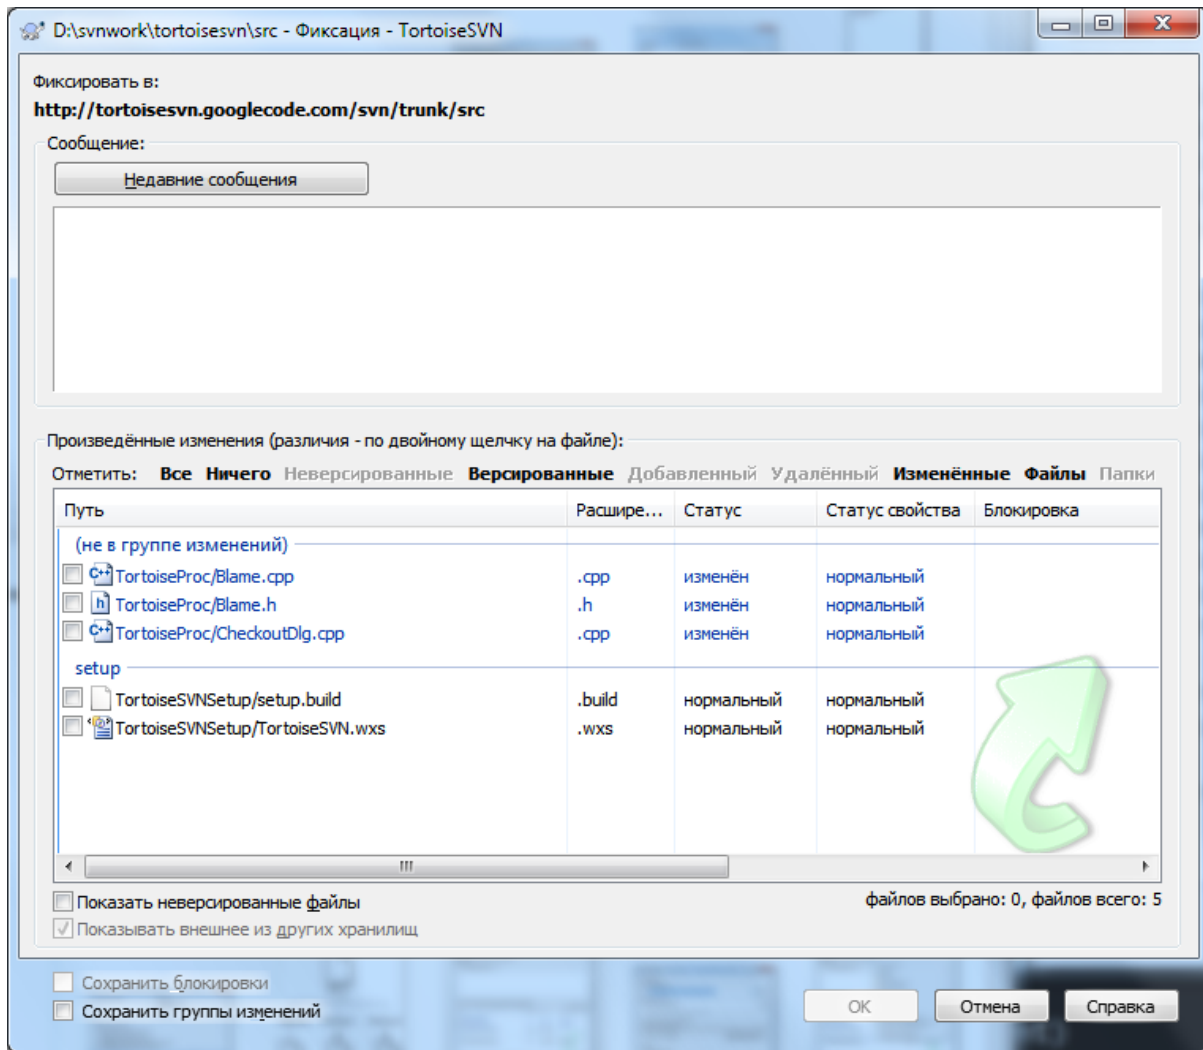 D:\svnwork\tortoisesvn\src - Фиксация - TortoiseSVN
Фиксировать в:
http://tortoisesvn.googlecode.com/svn/trunk/src
Сообщение:
Недавние сообщения
Произведённые изменения (различия - по двойному щелчку на файле):
Отметить: Все Ничего Неверсированные Версированные Добавленный Удалённый Изменённые Файлы Папки
Путь Расшире... Статус Статус свойства Блокировка
(не в группе изменений)
TortoiseProc/Blame.cpp .cpp изменён нормальный
TortoiseProc/Blame.h .h изменён нормальный
TortoiseProc/CheckoutDlg.cpp .cpp изменён нормальный
setup
TortoiseSVNSetup/setup.build .build нормальный нормальный
TortoiseSVNSetup/TortoiseSVN.wxs .wxs нормальный нормальный
Показать неверсированные файлы файлов выбрано: 0, файлов всего: 5
Показывать внешнее из других хранилищ
Сохранить блокировки
Сохранить группы изменений OK Отмена Справка